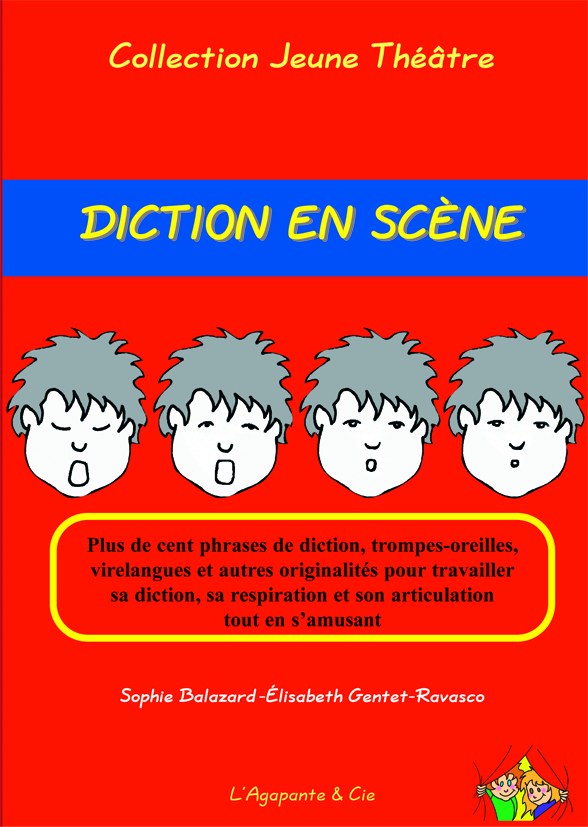 Collection Jeune Théâtre
DICTION EN SCÈNE
Plus de cent phrases de diction, trompes-oreilles,
virelangues et autres originalités pour travailler
sa diction, sa respiration et son articulation
tout en s’amusant
Sophie Balazard-Élisabeth Gentet-Ravasco
L’Agapante & Cie